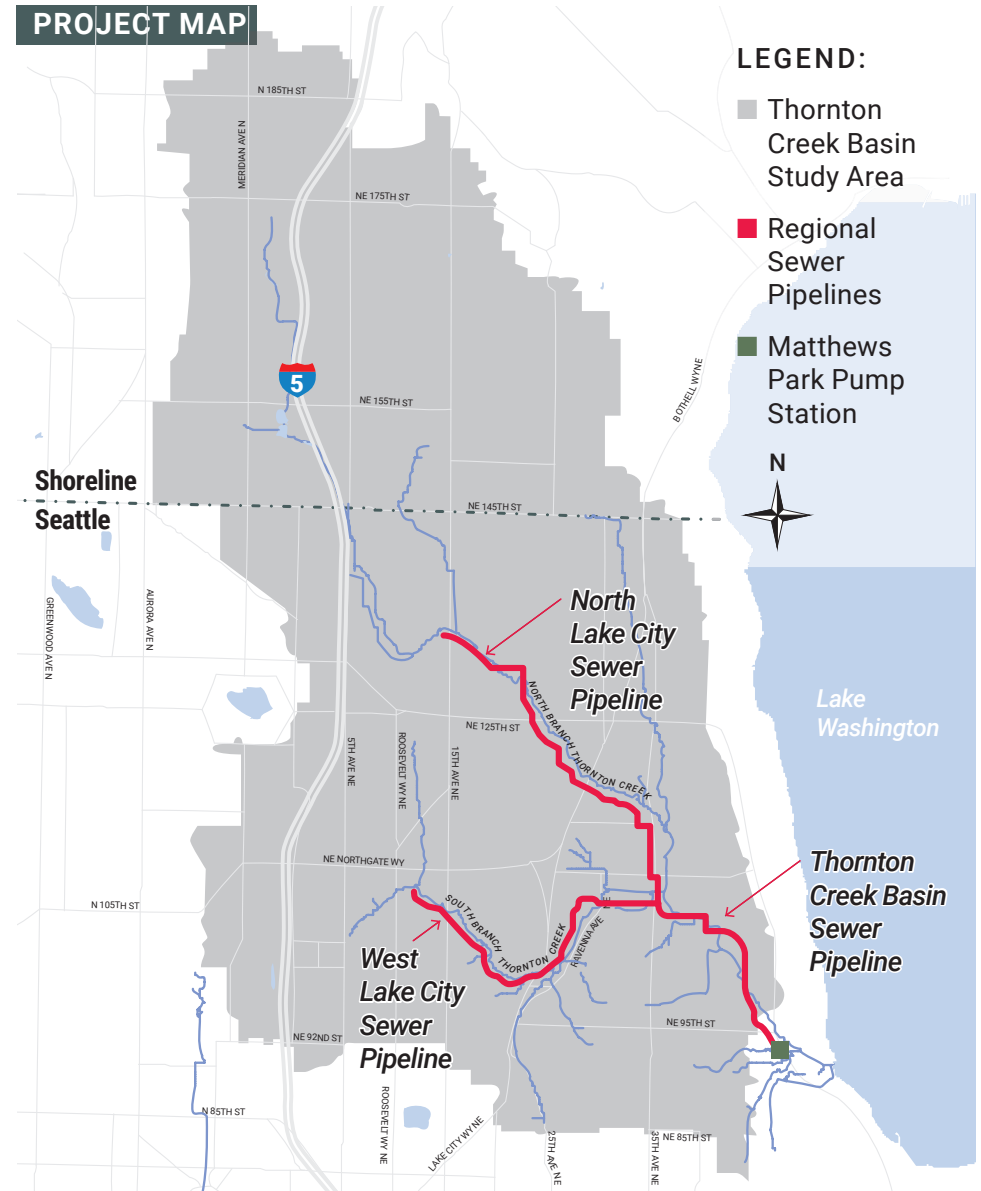 PROJECT MAP
LEGEND:
Thornton
Creek Basin
Study Area
Regional
Sewer
Pipelines
Matthews
Park Pump
Station
N
N 185TH ST
MERIDIAN AVE N
NE 175TH ST
5
NE 155TH ST
BOTHELL WYNE
Shoreline
Seattle
NE 145TH ST
GREENWOOD AVE N
AURORA AVE N
North
Lake City
Sewer
Pipeline
Lake
Washington
NORTH BRANCH THORNTON CREEK
NE 125TH ST
5TH AVE NE
ROOSEVELT WY NE
15TH AVE NE
NE NORTHGATE WY
Thornton
Creek Basin
Sewer
Pipeline
N 105TH ST
SOUTH BRANCH THORNTON CREEK
RAVENNA AVE NE
West
Lake City
Sewer
Pipeline
NE 95TH ST
NE 92ND ST
N 85TH ST
ROOSEVELT WY NE
LAKE CITY WY NE
25TH AVE NE
35TH AVE NE
NE 85TH ST